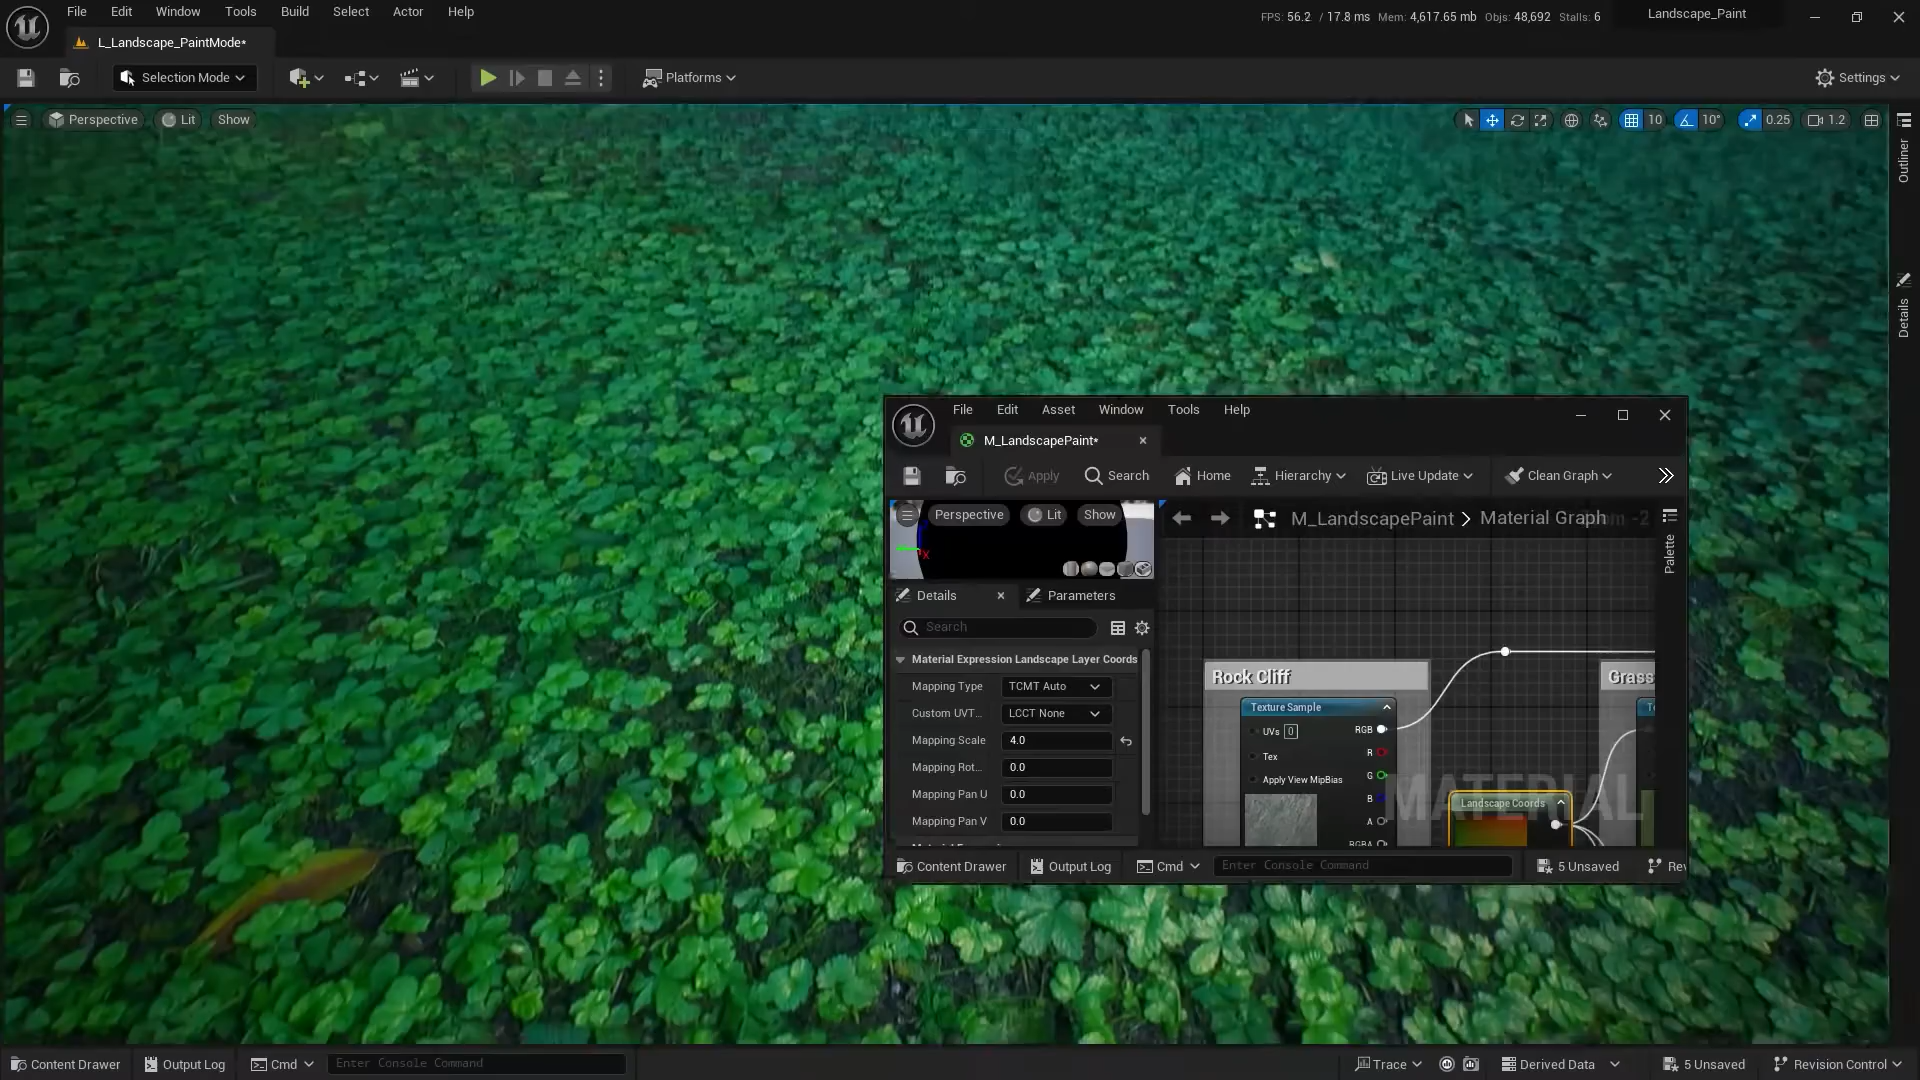 File Edit Window Tools Build Select Actor Help
FPS: 56.2 / 17.8 ms Mem: 4,617.65 mb Objs: 48,692 Stalls: 6
Landscape_Paint
L_Landscape_PaintMode*
Selection Mode
Platforms
Settings
Perspective Lit Show
10 10° 0.25 1.2
Outliner
Details
File Edit Asset Window Tools Help
M_LandscapePaint*
Apply Search Home Hierarchy Live Update Clean Graph
Perspective Lit Show
X
M_LandscapePaint > Material Graph
Palette
Details Parameters
Search
Material Expression Landscape Layer Coords
Mapping Type TCMT Auto
Custom UVT... LCCT None
Mapping Scale 4.0
Mapping Rot... 0.0
Mapping Pan U 0.0
Mapping Pan V 0.0
Rock Cliff
Texture Sample
UVs 0
Tex
Apply View MipBias
RGB
R
G
B
A
RGBA
Grass
MATERIAL
Landscape Coords
Content Drawer Output Log Cmd Enter Console Command 5 Unsaved Rev
Content Drawer Output Log Cmd Enter Console Command
Trace Derived Data 5 Unsaved Revision Control